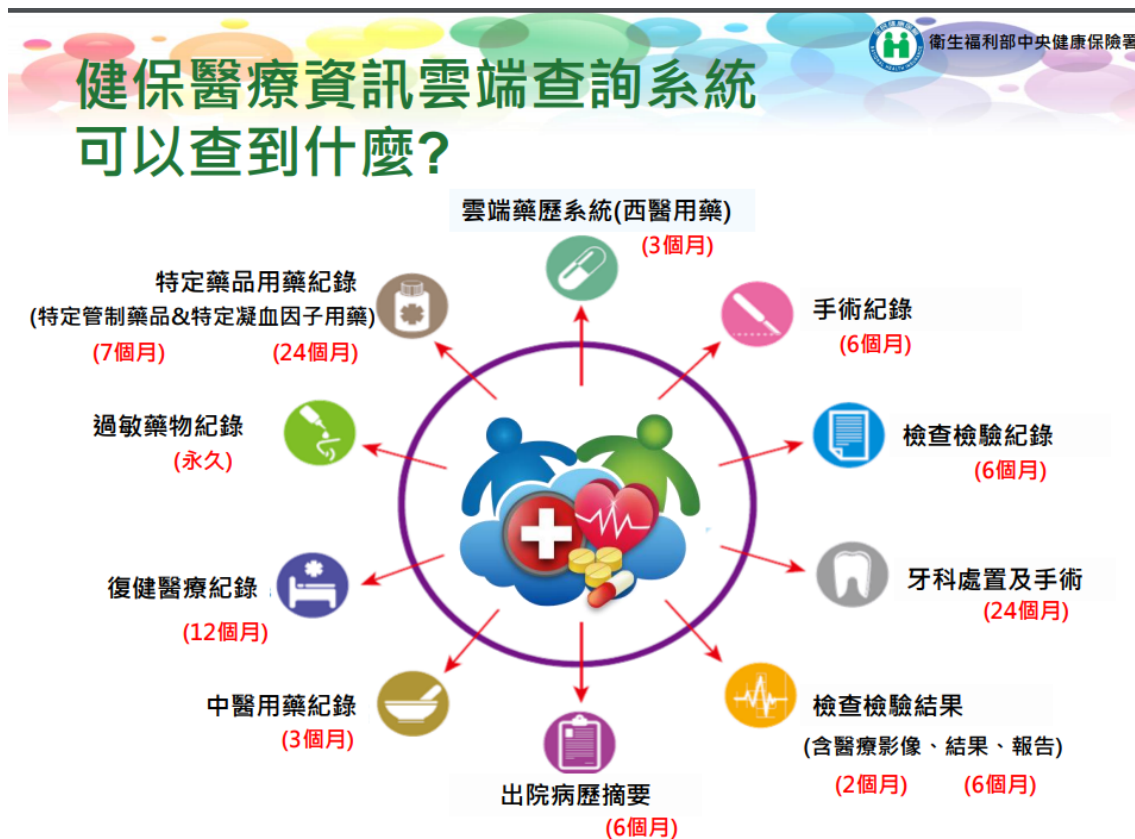 衛生福利部中央健康保險署
健保醫療資訊雲端查詢系統
可以查到什麼?
雲端藥歷系統(西醫用藥)
(3個月)
手術紀錄
(6個月)
檢查檢驗紀錄
(6個月)
牙科處置及手術
(24個月)
檢查檢驗結果
(含醫療影像、結果、報告)
(2個月) (6個月)
出院病歷摘要
(6個月)
中醫用藥紀錄
(3個月)
復健醫療紀錄
(12個月)
過敏藥物紀錄
(永久)
特定藥品用藥紀錄
(特定管制藥品&特定凝血因子用藥)
(7個月) (24個月)